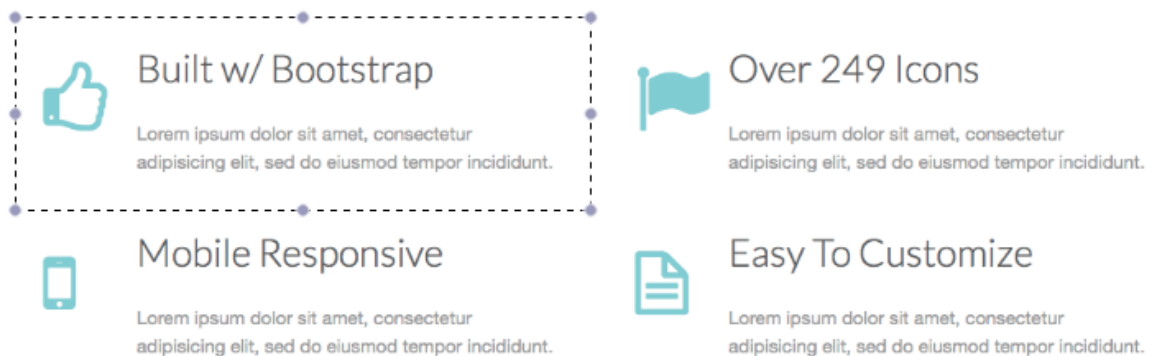 Built w/ Bootstrap
Lorem ipsum dolor sit amet, consectetur
adipisicing elit, sed do eiusmod tempor incididunt.
Over 249 Icons
Lorem ipsum dolor sit amet, consectetur
adipisicing elit, sed do eiusmod tempor incididunt.
Mobile Responsive
Lorem ipsum dolor sit amet, consectetur
adipisicing elit, sed do eiusmod tempor incididunt.
Easy To Customize
Lorem ipsum dolor sit amet, consectetur
adipisicing elit, sed do eiusmod tempor incididunt.